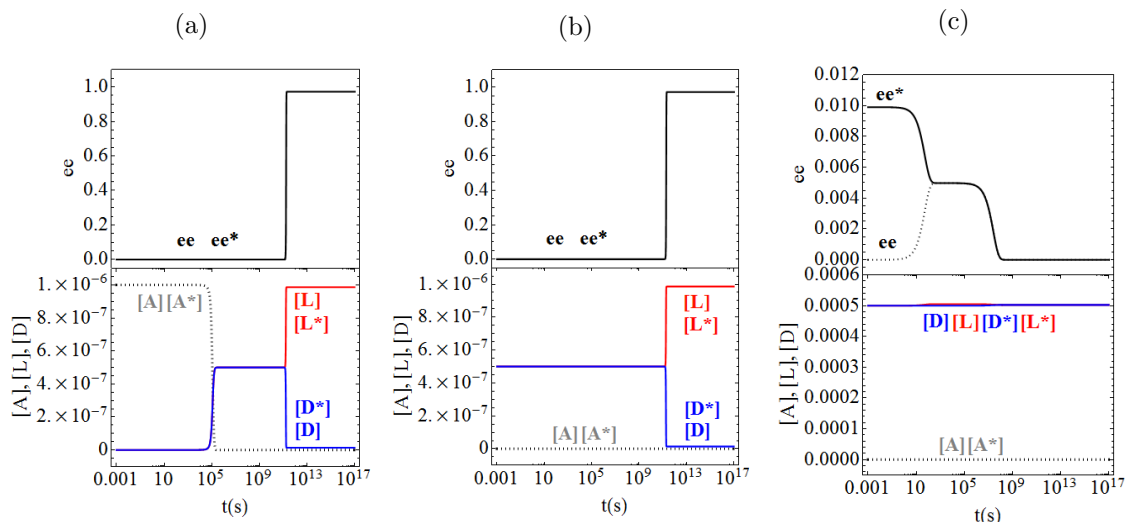 (a)
1.0
0.8
0.6
0.4
0.2
0.0
ee
ee ee*
1.×10⁻⁶
8.×10⁻⁷
6.×10⁻⁷
4.×10⁻⁷
2.×10⁻⁷
0
[A], [L], [D]
[A][A*]
[L]
[L*]
[D*]
[D]
0.001 10 10⁵ 10⁹ 10¹³ 10¹⁷
t(s)
(b)
1.0
0.8
0.6
0.4
0.2
0.0
ee
ee ee*
1.×10⁻⁶
8.×10⁻⁷
6.×10⁻⁷
4.×10⁻⁷
2.×10⁻⁷
0
[A], [L], [D]
[L]
[L*]
[D*]
[D]
[A][A*]
0.001 10 10⁵ 10⁹ 10¹³ 10¹⁷
t(s)
(c)
0.012
0.010
0.008
0.006
0.004
0.002
0.000
ee
ee*
ee
0.0006
0.0005
0.0004
0.0003
0.0002
0.0001
0.0000
[A], [L], [D]
[D] [L] [D*] [L*]
[A][A*]
0.001 10 10⁵ 10⁹ 10¹³ 10¹⁷
t(s)